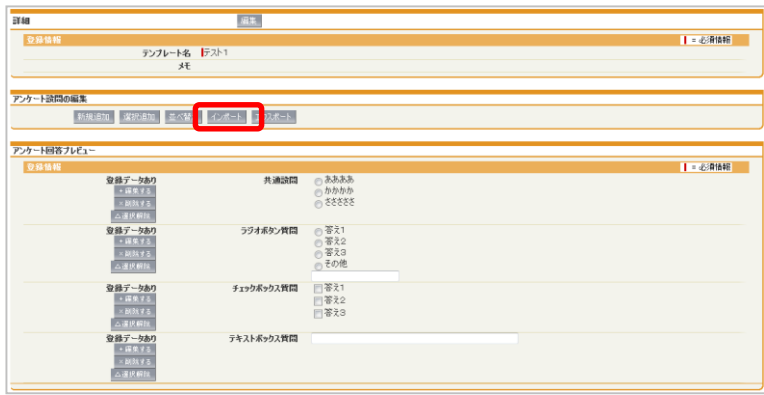 詳細 編集
登録情報 = 必須情報
テンプレート名 テスト1
メモ
アンケート設問の編集
新規追加 選択追加 並べ替 インポート エクスポート
アンケート回答プレビュー
登録情報 = 必須情報
登録データあり 共通設問 ああああ
+編集する かかかか
×削除する さささささ
△選択解除
登録データあり ラジオボタン質問 答え1
+編集する 答え2
×削除する 答え3
△選択解除 その他
登録データあり チェックボックス質問 答え1
+編集する 答え2
×削除する 答え3
△選択解除
登録データあり テキストボックス質問
+編集する
×削除する
△選択解除